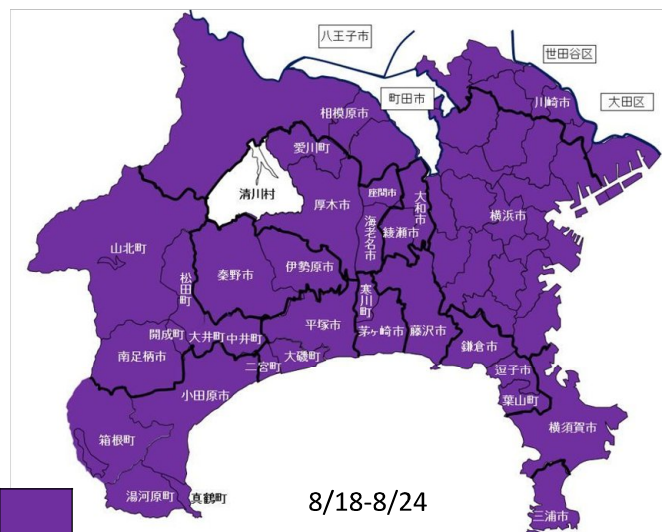 八王子市
世田谷区
町田市
川崎市
大田区
相模原市
愛川町
清川村
厚木市
座間市
大和市
海老名市
綾瀬市
横浜市
山北町
松田町
秦野市
伊勢原市
寒川町
開成町
大井町
中井町
平塚市
茅ヶ崎市
藤沢市
鎌倉市
南足柄市
二宮町
大磯町
逗子市
小田原市
葉山町
横須賀市
箱根町
湯河原町
真鶴町
8/18-8/24
三浦市